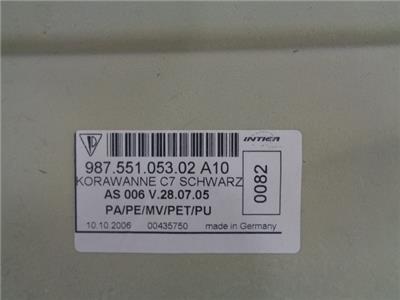 INTIER
987.551.053.02 A10
KORAWANNE C7 SCHWARZ
AS 006 V.28.07.05
PA/PE/MV/PET/PU
0082
10.10.2006 00435750 made in Germany